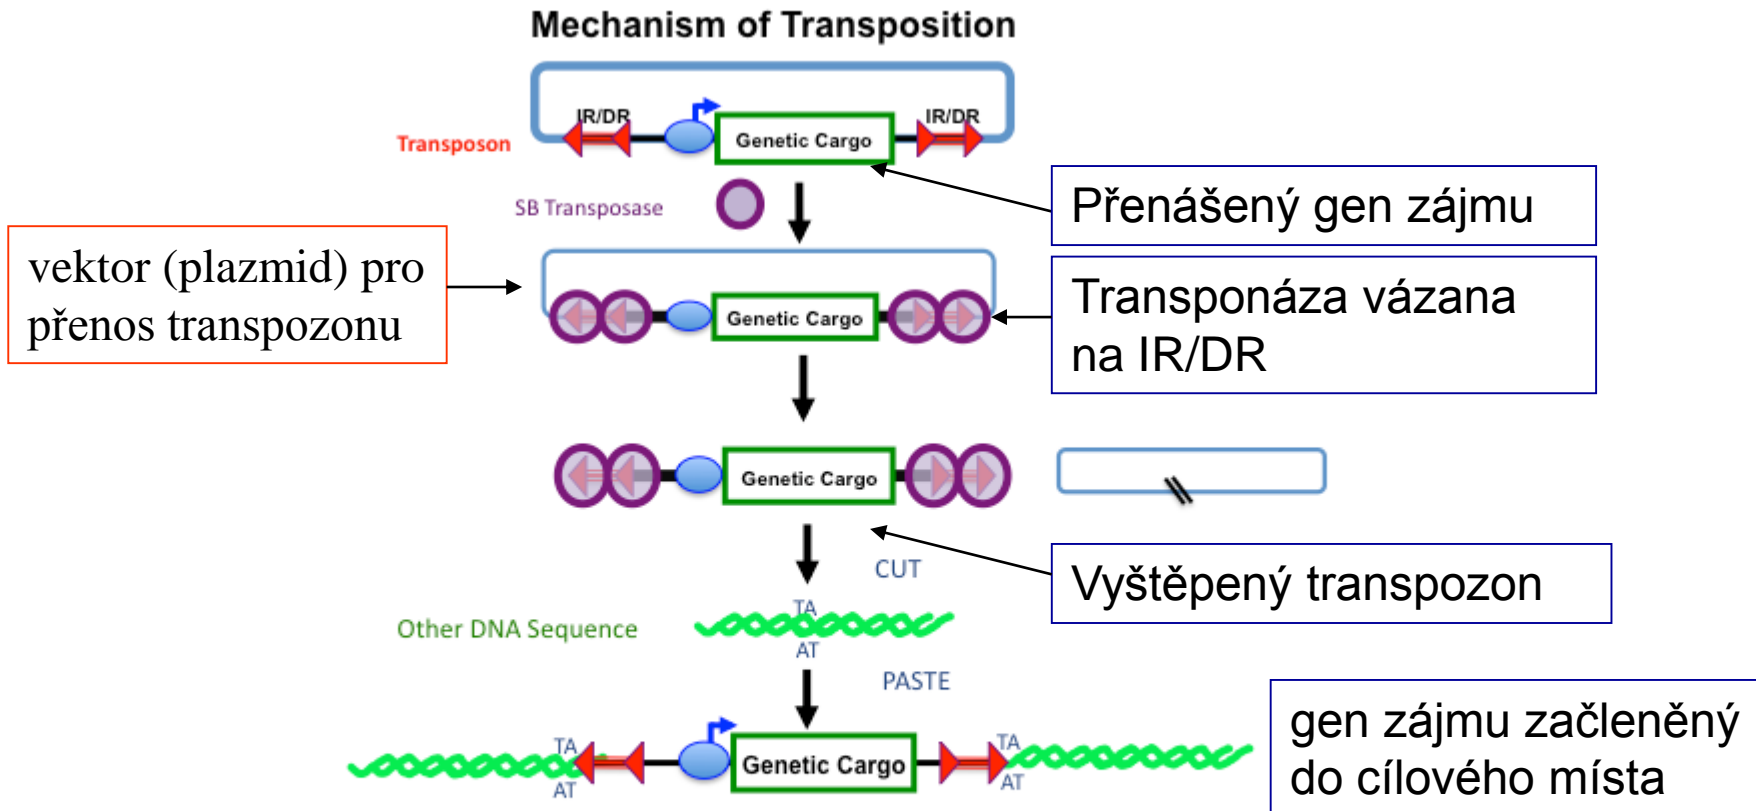 Mechanism of Transposition
IR/DR
IR/DR
Transposon
Genetic Cargo
SB Transposase
Přenášený gen zájmu
vektor (plazmid) pro
přenos transpozonu
Genetic Cargo
Transponáza vázana
na IR/DR
Genetic Cargo
CUT
Vyštěpený transpozon
TA
Other DNA Sequence
AT
PASTE
gen zájmu začleněný
do cílového místa
TA
TA
Genetic Cargo
AT
AT